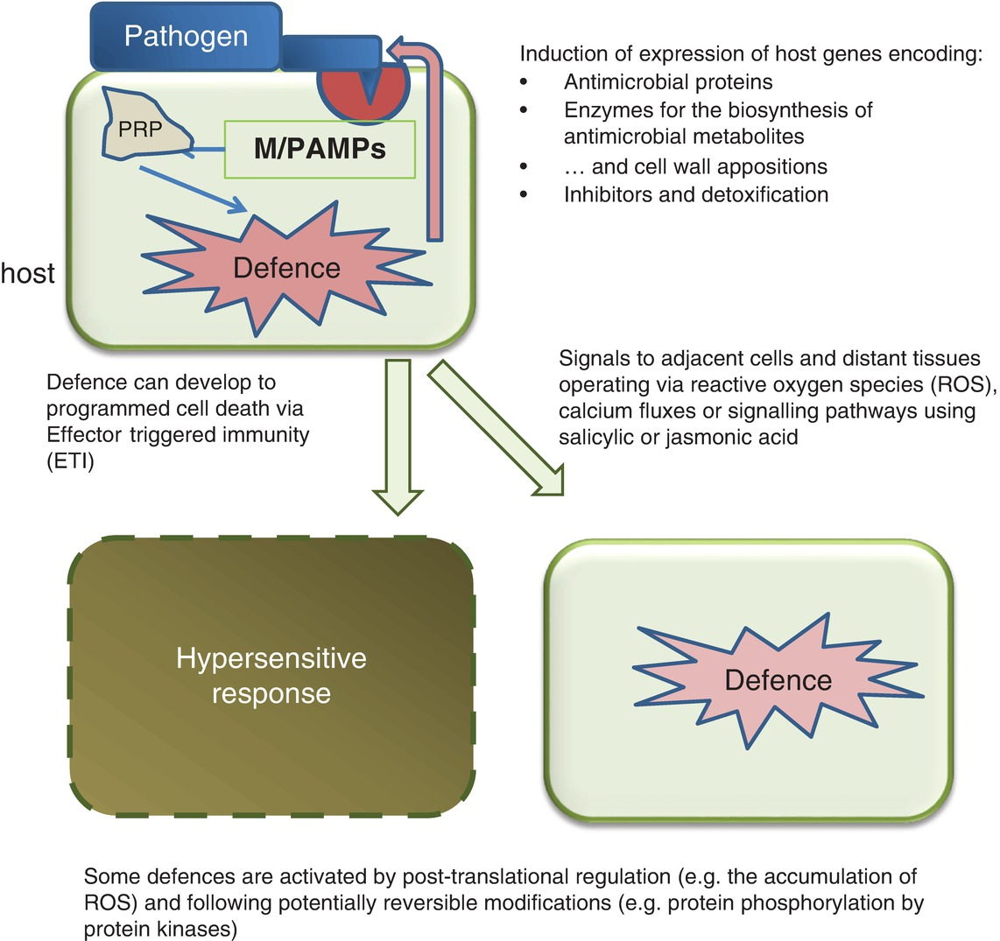 Pathogen
PRP
M/PAMPs
Defence
host
Induction of expression of host genes encoding:
• Antimicrobial proteins
• Enzymes for the biosynthesis of
antimicrobial metabolites
• … and cell wall appositions
• Inhibitors and detoxification
Defence can develop to
programmed cell death via
Effector triggered immunity
(ETI)
Signals to adjacent cells and distant tissues
operating via reactive oxygen species (ROS),
calcium fluxes or signalling pathways using
salicylic or jasmonic acid
Hypersensitive
response
Defence
Some defences are activated by post-translational regulation (e.g. the accumulation of
ROS) and following potentially reversible modifications (e.g. protein phosphorylation by
protein kinases)